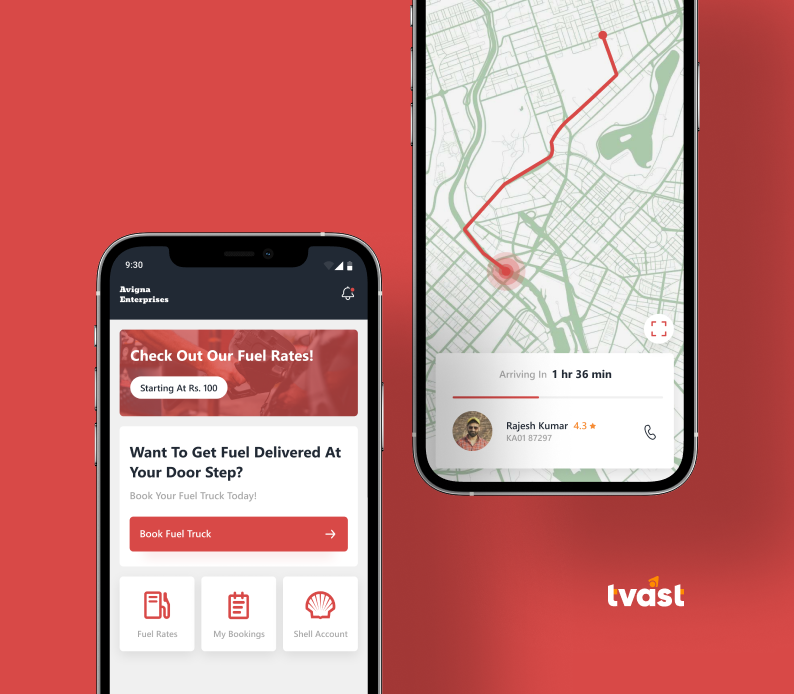 9:30
Avigna
Enterprises
Check Out Our Fuel Rates!
Starting At Rs. 100
Want To Get Fuel Delivered At
Your Door Step?
Book Your Fuel Truck Today!
Book Fuel Truck
Fuel Rates
My Bookings
Shell Account
Arriving In 1 hr 36 min
Rajesh Kumar 4.3
KA01 87297
tvast